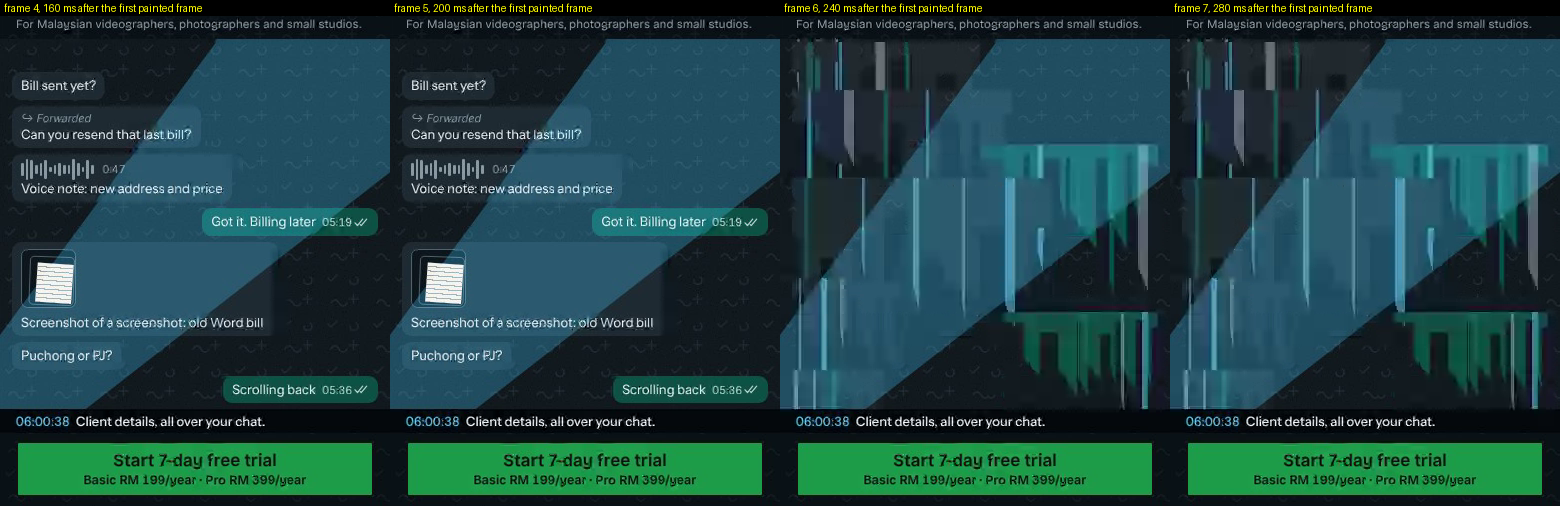 frame 4, 160 ms after the first painted frame
For Malaysian videographers, photographers and small studios.
Bill sent yet?
Forwarded
Can you resend that last bill?
0:47
Voice note: new address and price
Got it. Billing later 05:19
Screenshot of a screenshot: old Word bill
Puchong or PJ?
Scrolling back 05:36
06:00:38 Client details, all over your chat.
Start 7-day free trial
Basic RM 199/year · Pro RM 399/year
frame 5, 200 ms after the first painted frame
For Malaysian videographers, photographers and small studios.
Bill sent yet?
Forwarded
Can you resend that last bill?
0:47
Voice note: new address and price
Got it. Billing later 05:19
Screenshot of a screenshot: old Word bill
Puchong or PJ?
Scrolling back 05:36
06:00:38 Client details, all over your chat.
Start 7-day free trial
Basic RM 199/year · Pro RM 399/year
frame 6, 240 ms after the first painted frame
For Malaysian videographers, photographers and small studios.
06:00:38 Client details, all over your chat.
Start 7-day free trial
Basic RM 199/year · Pro RM 399/year
frame 7, 280 ms after the first painted frame
For Malaysian videographers, photographers and small studios.
06:00:38 Client details, all over your chat.
Start 7-day free trial
Basic RM 199/year · Pro RM 399/year